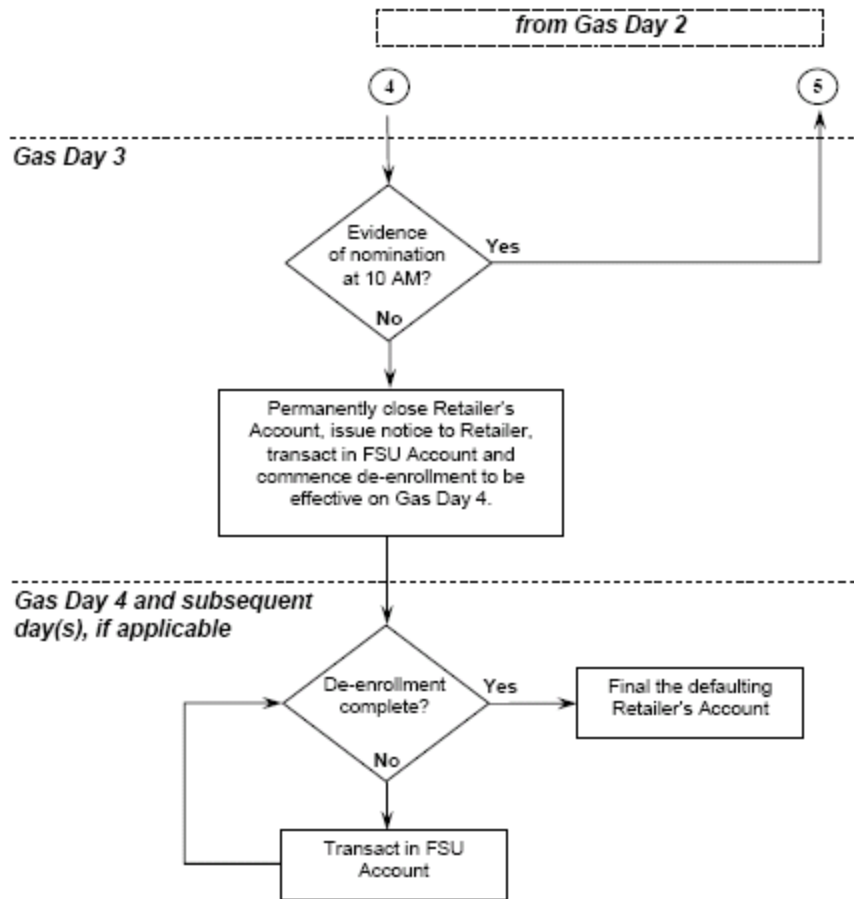 from Gas Day 2
4
5
Gas Day 3
Evidence
of nomination
at 10 AM?
Yes
No
Permanently close Retailer's
Account, issue notice to Retailer,
transact in FSU Account and
commence de-enrollment to be
effective on Gas Day 4.
Gas Day 4 and subsequent
day(s), if applicable
De-enrollment
complete?
Yes
Final the defaulting
Retailer's Account
No
Transact in FSU
Account